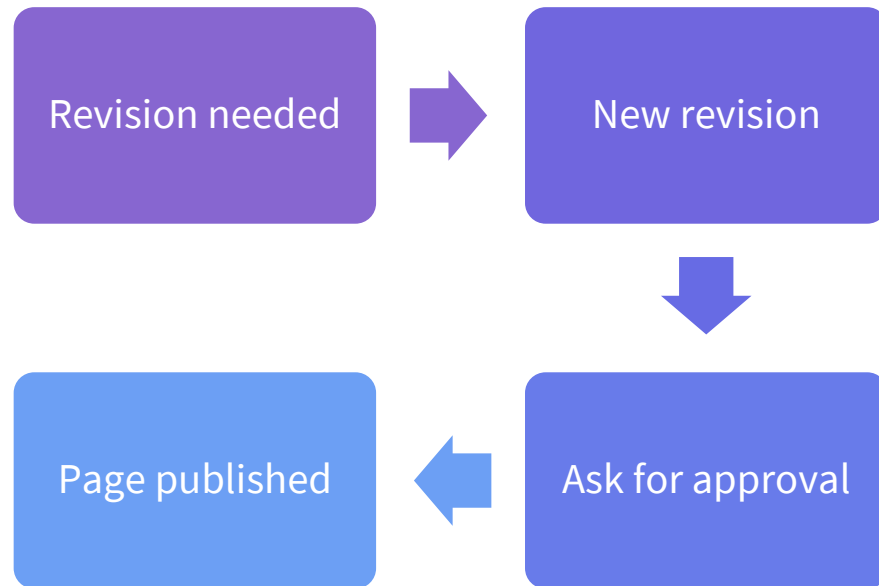 Revision needed
New revision
Ask for approval
Page published